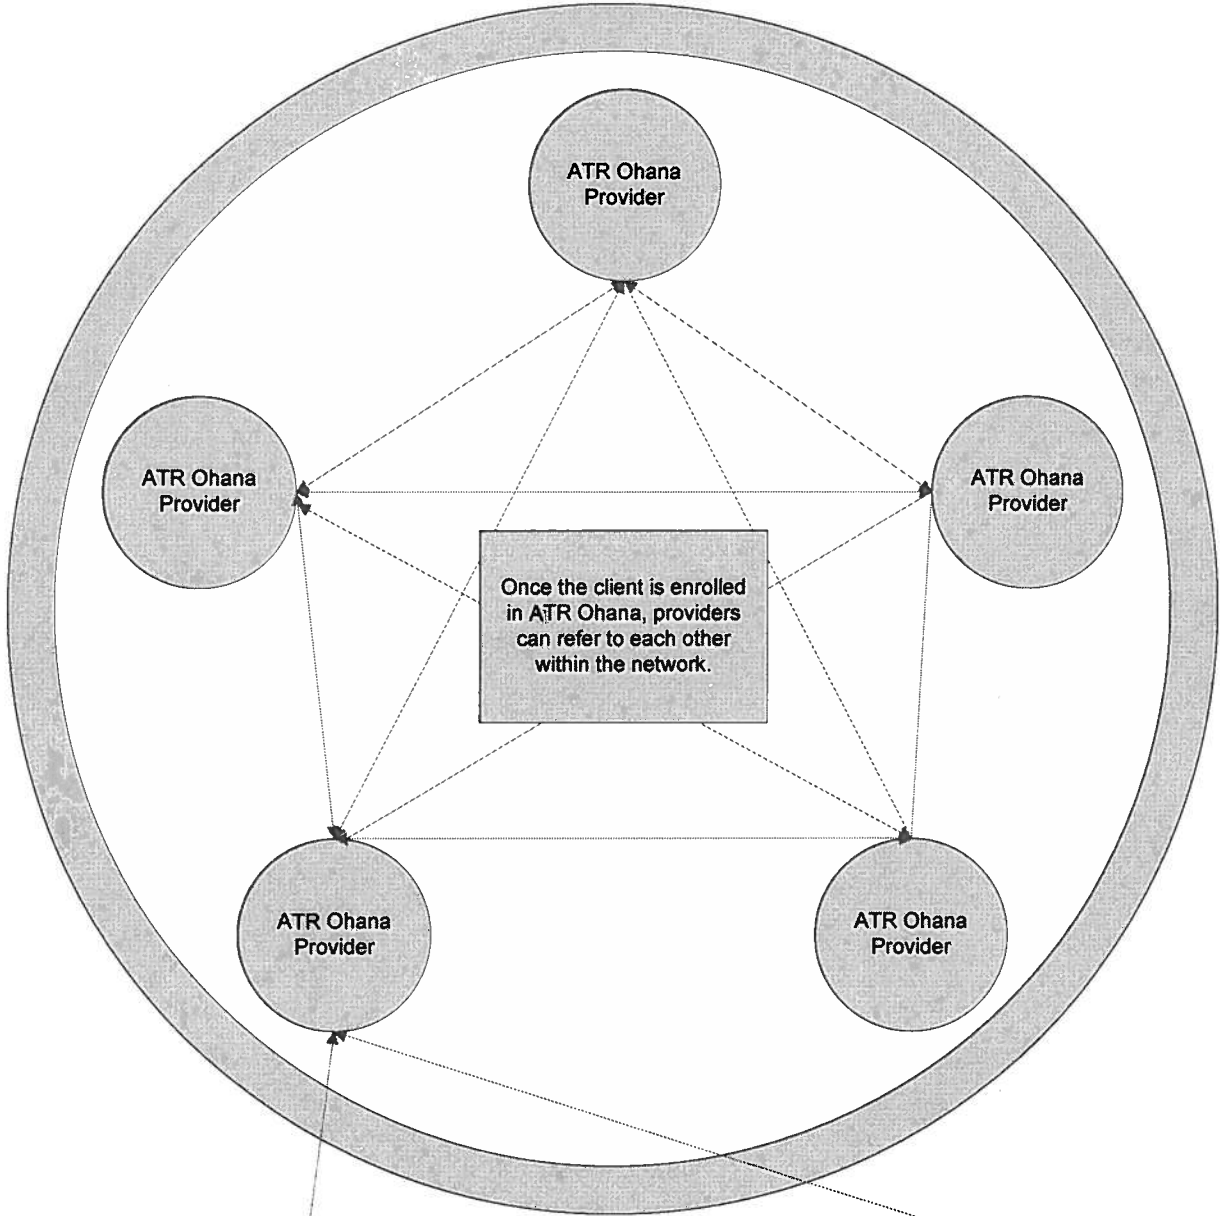 ATR Ohana
Provider
ATR Ohana
Provider
ATR Ohana
Provider
Once the client is enrolled
in ATR Ohana, providers
can refer to each other
within the network.
ATR Ohana
Provider
ATR Ohana
Provider